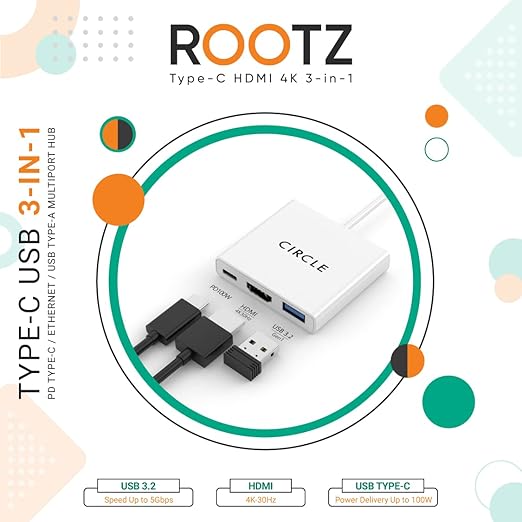 ROOTZ
Type-C HDMI 4K 3-in-1
TYPE-C USB 3-IN-1
PD TYPE-C / ETHERNET / USB TYPE-A MULTIPORT HUB
CIRCLE
PD100W
HDMI
4K-30Hz
USB 3.2
Gen1
USB 3.2
Speed Up to 5Gbps
HDMI
4K-30Hz
USB TYPE-C
Power Delivery Up to 100W